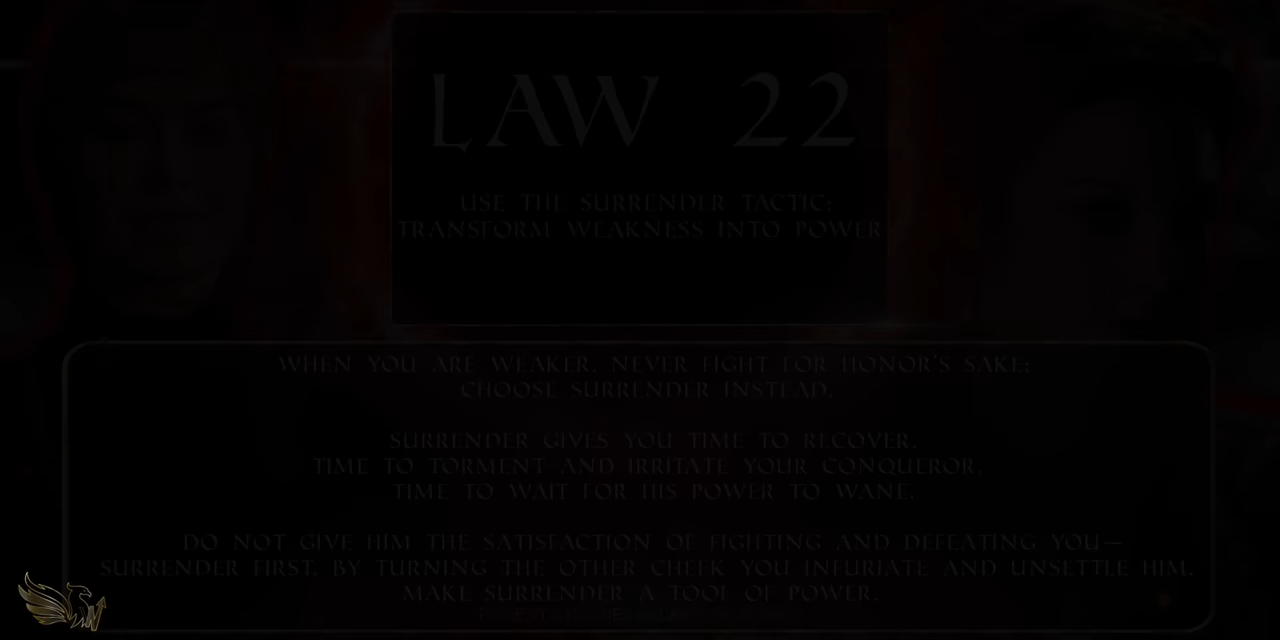 LAW 22
USE THE SURRENDER TACTIC:
TRANSFORM WEAKNESS INTO POWER
WHEN YOU ARE WEAKER, NEVER FIGHT FOR HONOR'S SAKE;
CHOOSE SURRENDER INSTEAD.
SURRENDER GIVES YOU TIME TO RECOVER,
TIME TO TORMENT AND IRRITATE YOUR CONQUEROR,
TIME TO WAIT FOR HIS POWER TO WANE.
DO NOT GIVE HIM THE SATISFACTION OF FIGHTING AND DEFEATING YOU—
SURRENDER FIRST. BY TURNING THE OTHER CHEEK YOU INFURIATE AND UNSETTLE HIM.
MAKE SURRENDER A TOOL OF POWER.